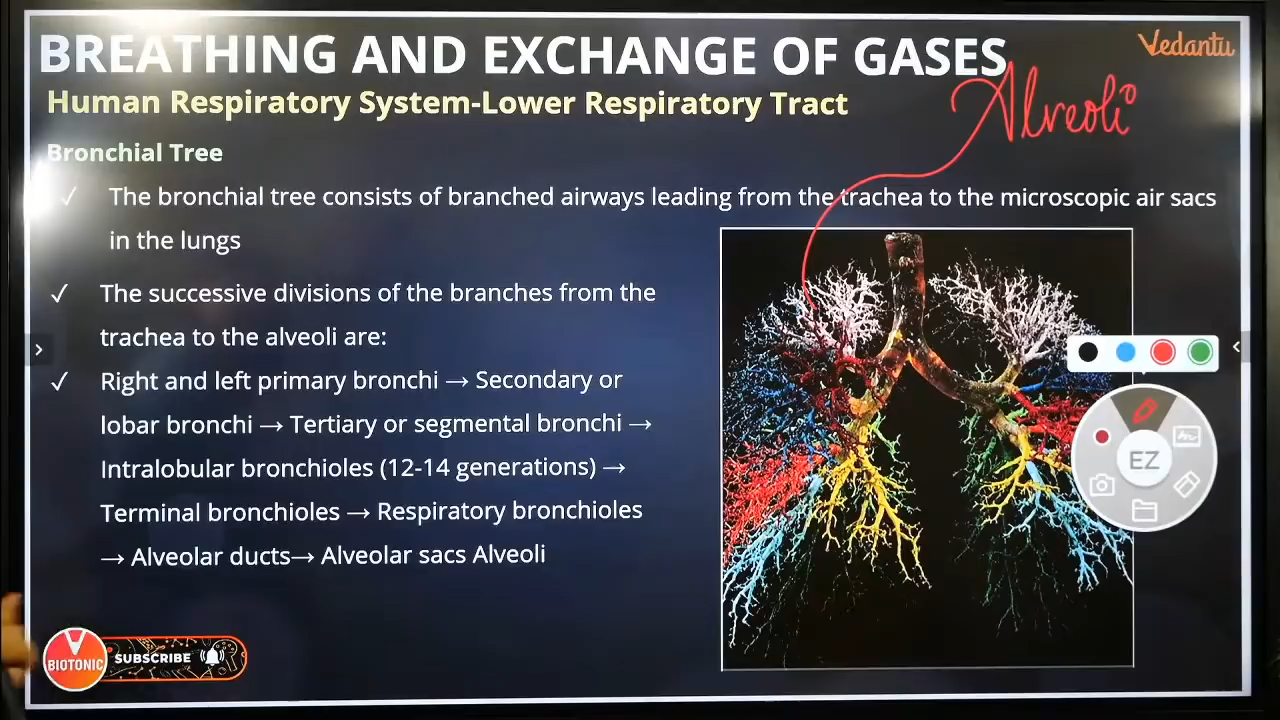 BREATHING AND EXCHANGE OF GASES
Vedantu
Human Respiratory System-Lower Respiratory Tract
Alveoli
Bronchial Tree
✓ The bronchial tree consists of branched airways leading from the trachea to the microscopic air sacs
in the lungs
✓ The successive divisions of the branches from the
trachea to the alveoli are:
✓ Right and left primary bronchi → Secondary or
lobar bronchi → Tertiary or segmental bronchi →
Intralobular bronchioles (12-14 generations) →
Terminal bronchioles → Respiratory bronchioles
→ Alveolar ducts→ Alveolar sacs Alveoli
EZ
BIOTONIC
SUBSCRIBE